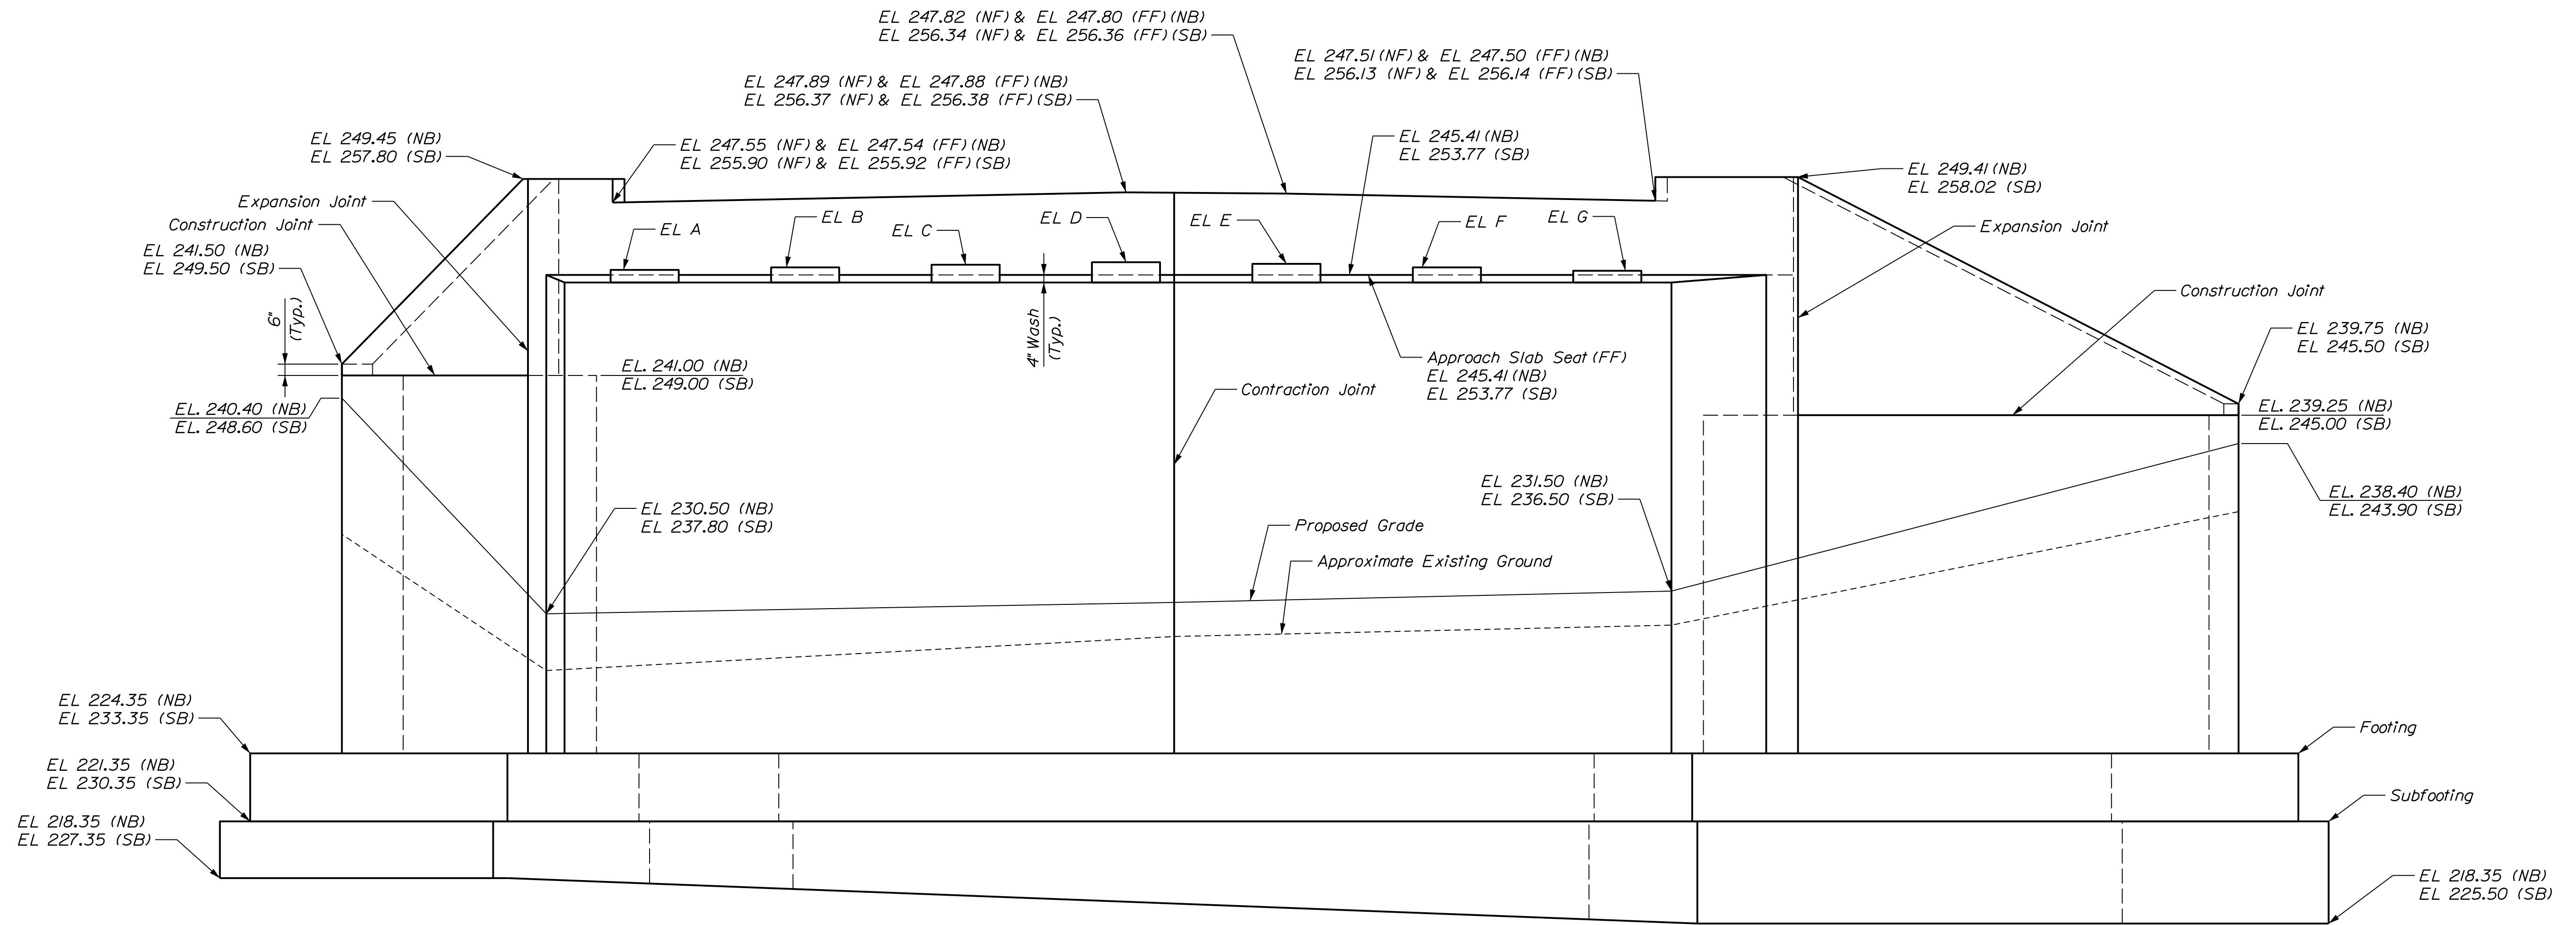 EL 247.82 (NF) & EL 247.80 (FF) (NB)
EL 256.34 (NF) & EL 256.36 (FF) (SB)
EL 247.51 (NF) & EL 247.50 (FF) (NB)
EL 256.13 (NF) & EL 256.14 (FF) (SB)
EL 247.89 (NF) & EL 247.88 (FF) (NB)
EL 256.37 (NF) & EL 256.38 (FF) (SB)
EL 249.45 (NB)
EL 257.80 (SB)
EL 247.55 (NF) & EL 247.54 (FF) (NB)
EL 255.90 (NF) & EL 255.92 (FF) (SB)
EL 245.41 (NB)
EL 253.77 (SB)
EL 249.41 (NB)
EL 258.02 (SB)
Expansion Joint
Construction Joint
EL 241.50 (NB)
EL 249.50 (SB)
EL A
EL B
EL C
EL D
EL E
EL F
EL G
Expansion Joint
Construction Joint
6"
(Typ.)
4" Wash
(Typ.)
EL 239.75 (NB)
EL 245.50 (SB)
EL. 241.00 (NB)
EL. 249.00 (SB)
Approach Slab Seat (FF)
EL 245.41 (NB)
EL 253.77 (SB)
Contraction Joint
EL. 240.40 (NB)
EL. 248.60 (SB)
EL. 239.25 (NB)
EL. 245.00 (SB)
EL 231.50 (NB)
EL 236.50 (SB)
EL. 238.40 (NB)
EL. 243.90 (SB)
EL 230.50 (NB)
EL 237.80 (SB)
Proposed Grade
Approximate Existing Ground
EL 224.35 (NB)
EL 233.35 (SB)
Footing
EL 221.35 (NB)
EL 230.35 (SB)
Subfooting
EL 218.35 (NB)
EL 227.35 (SB)
EL 218.35 (NB)
EL 225.50 (SB)